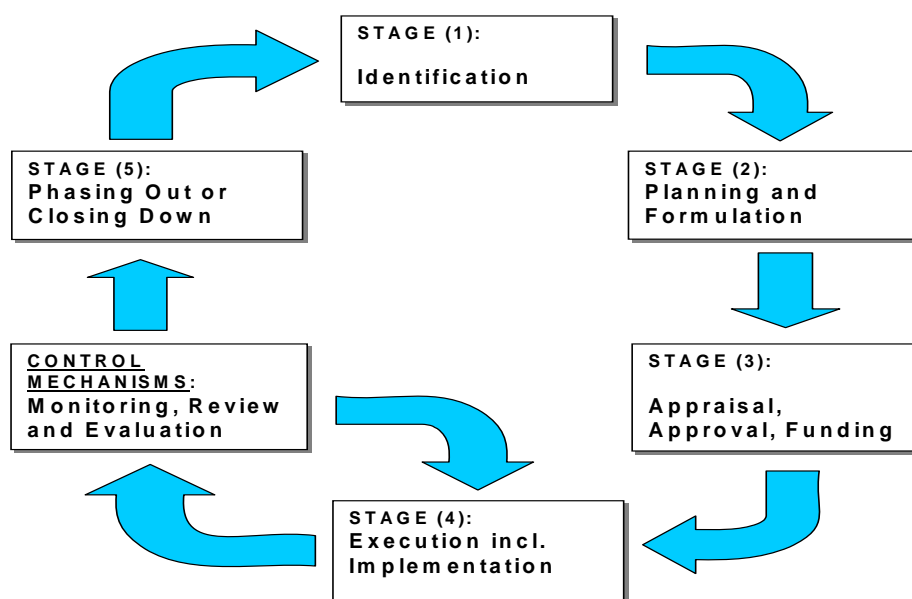 STAGE (1):
Identification
STAGE (2):
Planning and
Formulation
STAGE (3):
Appraisal,
Approval, Funding
STAGE (4):
Execution incl.
Implementation
CONTROL
MECHANISMS:
Monitoring, Review
and Evaluation
STAGE (5):
Phasing Out or
Closing Down